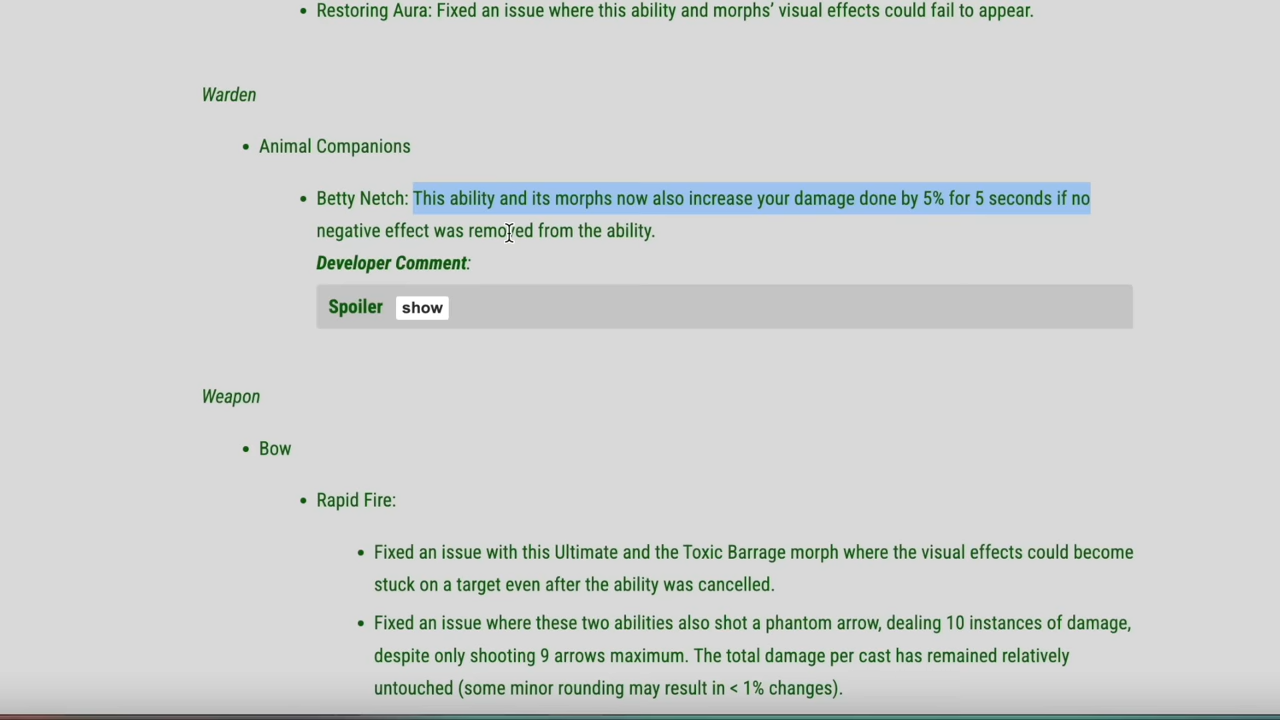 Restoring Aura: Fixed an issue where this ability and morphs’ visual effects could fail to appear.
Warden
Animal Companions
Betty Netch: This ability and its morphs now also increase your damage done by 5% for 5 seconds if no
negative effect was removed from the ability.
Developer Comment:
Spoiler show
Weapon
Bow
Rapid Fire:
Fixed an issue with this Ultimate and the Toxic Barrage morph where the visual effects could become
stuck on a target even after the ability was cancelled.
Fixed an issue where these two abilities also shot a phantom arrow, dealing 10 instances of damage,
despite only shooting 9 arrows maximum. The total damage per cast has remained relatively
untouched (some minor rounding may result in < 1% changes).